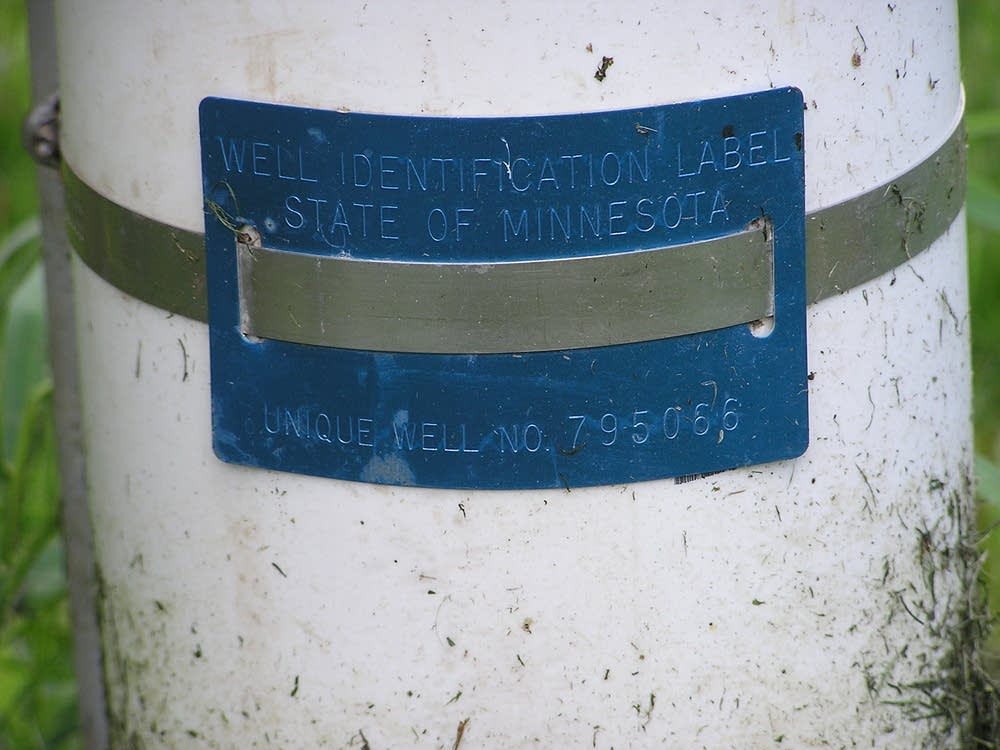 WELL IDENTIFICATION LABEL
STATE OF MINNESOTA
UNIQUE WELL NO. 795066